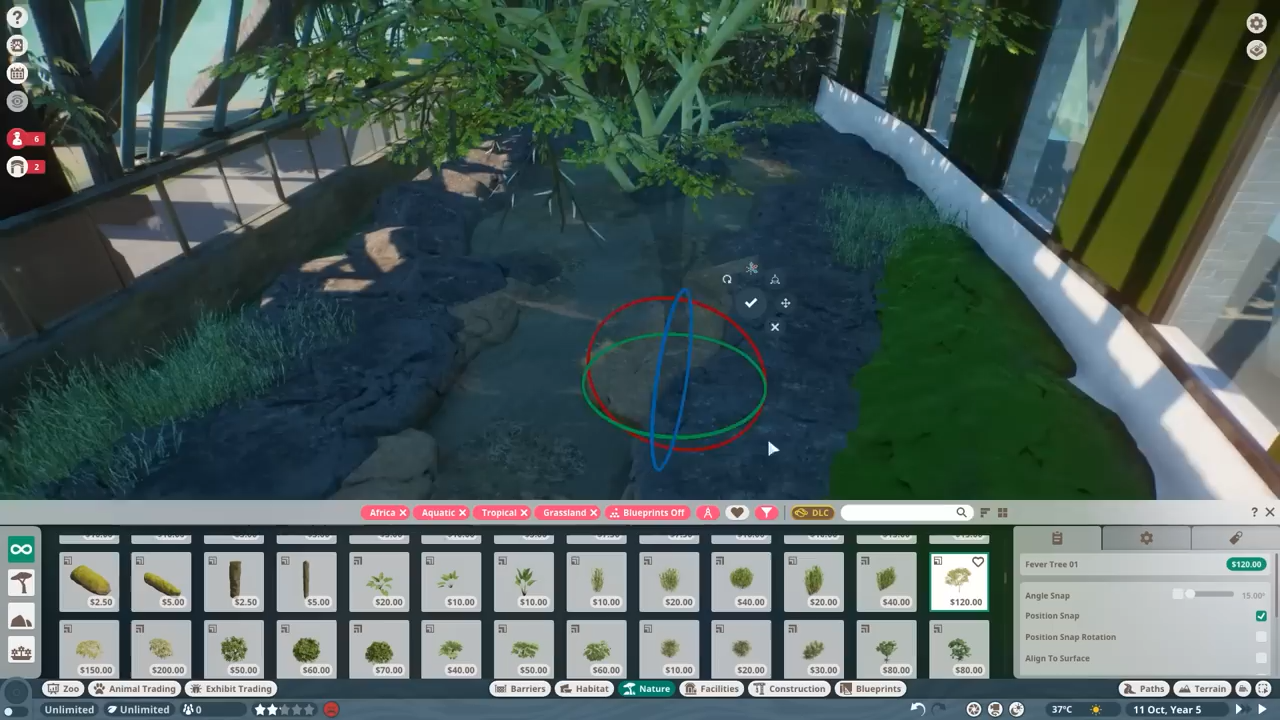 ?
6
2
Africa ✕ Aquatic ✕ Tropical ✕ Grassland ✕ Blueprints Off DLC
? ✕
$2.50 $5.00 $2.50 $5.00 $20.00 $10.00 $10.00 $10.00 $20.00 $40.00 $20.00 $40.00 $120.00
$150.00 $200.00 $50.00 $60.00 $70.00 $40.00 $50.00 $60.00 $10.00 $20.00 $30.00 $80.00 $80.00
Fever Tree 01 $120.00
Angle Snap 15.00°
Position Snap
Position Snap Rotation
Align To Surface
Zoo Animal Trading Exhibit Trading Barriers Habitat Nature Facilities Construction Blueprints Paths Terrain
Unlimited Unlimited 0 37°C 11 Oct, Year 5